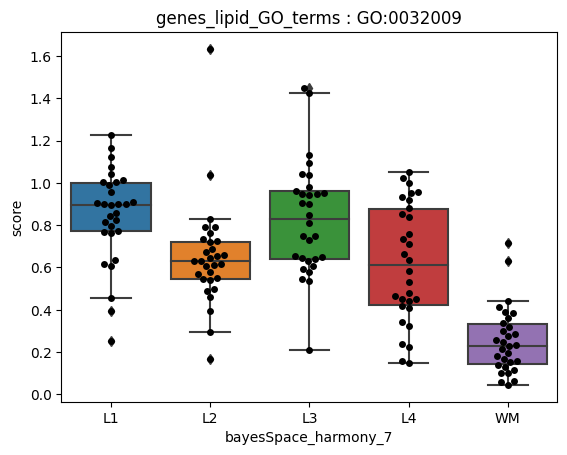 genes_lipid_GO_terms : GO:0032009
score
1.6
1.4
1.2
1.0
0.8
0.6
0.4
0.2
0.0
L1 L2 L3 L4 WM
bayesSpace_harmony_7